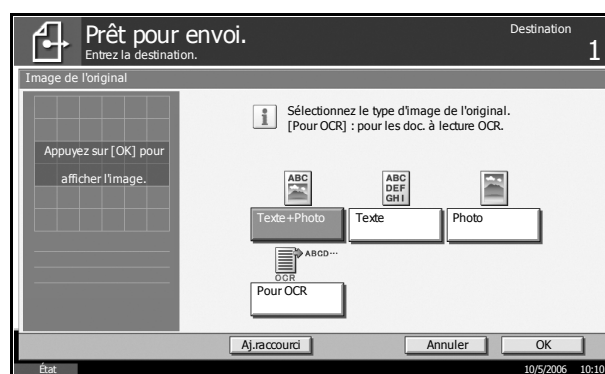 Prêt pour envoi.
Entrez la destination.
Destination
1
Image de l'original
Sélectionnez le type d'image de l'original.
[Pour OCR] : pour les doc. à lecture OCR.
Appuyez sur [OK] pour
afficher l'image.
ABC
ABC
DEF
GHI
Texte+Photo
Texte
Photo
ABCD...
OCR
Pour OCR
Aj.raccourci
Annuler
OK
État
10/5/2006 10:10